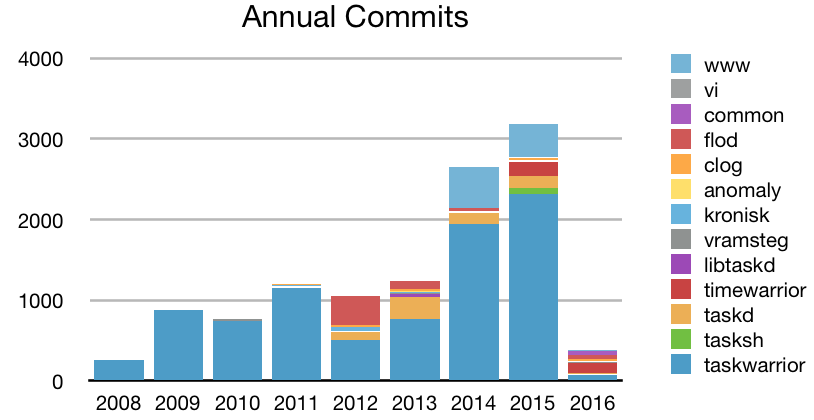 Annual Commits
4000
3000
2000
1000
0
2008 2009 2010 2011 2012 2013 2014 2015 2016
www
vi
common
flod
clog
anomaly
kronisk
vramsteg
libtaskd
timewarrior
taskd
tasksh
taskwarrior